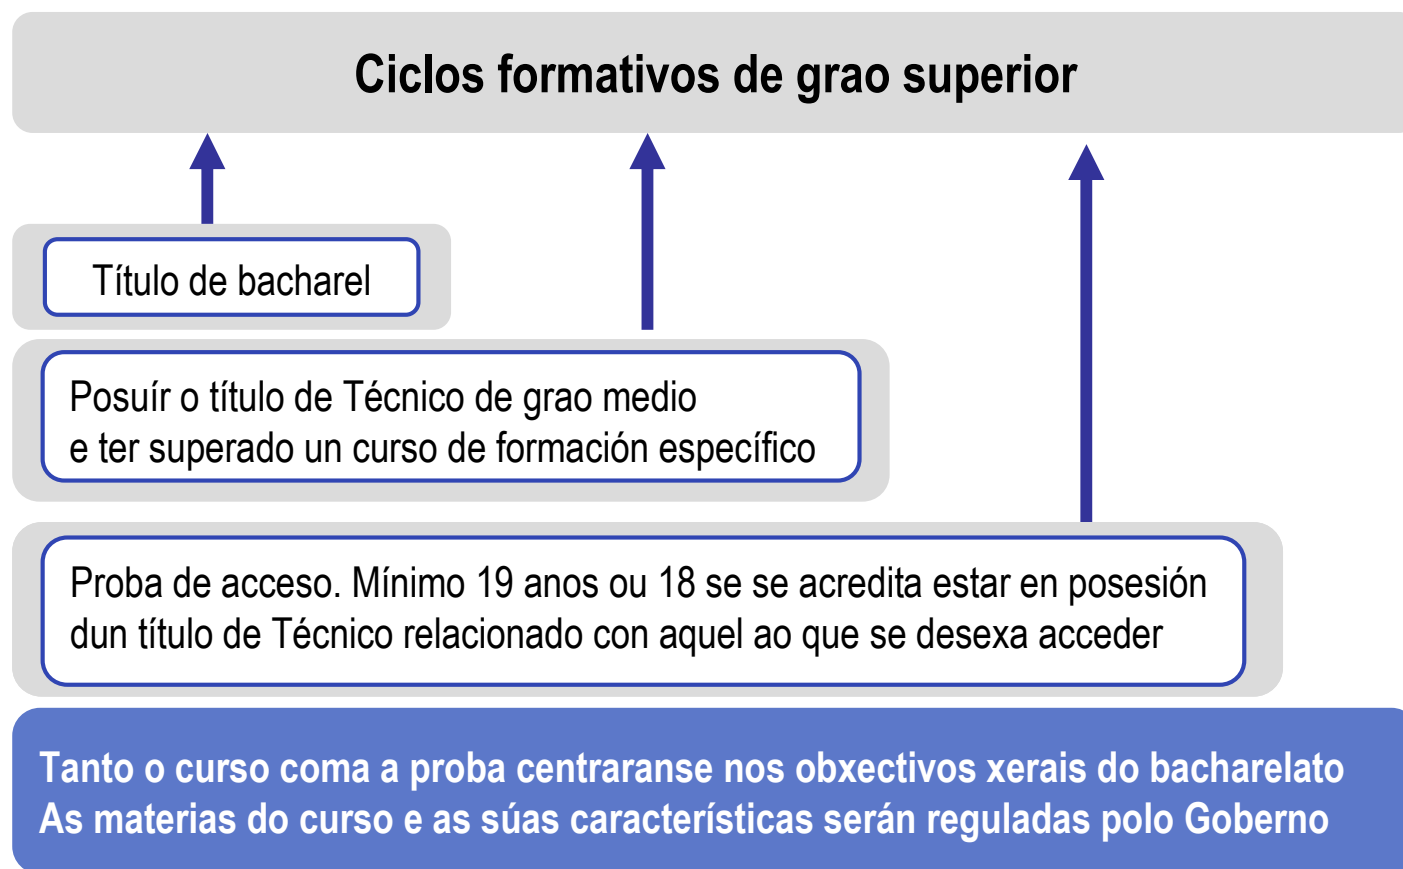 Ciclos formativos de grao superior
Título de bacharel
Posuír o título de Técnico de grao medio
e ter superado un curso de formación específico
Proba de acceso. Mínimo 19 anos ou 18 se se acredita estar en posesión
dun título de Técnico relacionado con aquel ao que se desexa acceder
Tanto o curso coma a proba centraranse nos obxectivos xerais do bacharelato
As materias do curso e as súas características serán reguladas polo Goberno